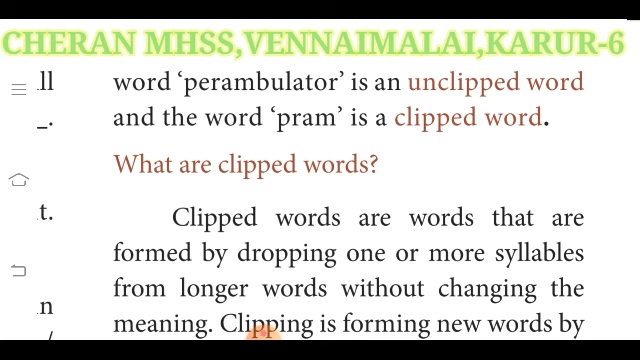 CHERAN MHSS,VENNAIMALAI,KARUR-6
ll
word ‘perambulator’ is an unclipped word
_.
and the word ‘pram’ is a clipped word.
What are clipped words?
t.
Clipped words are words that are
formed by dropping one or more syllables
from longer words without changing the
n
meaning. Clipping is forming new words by
/